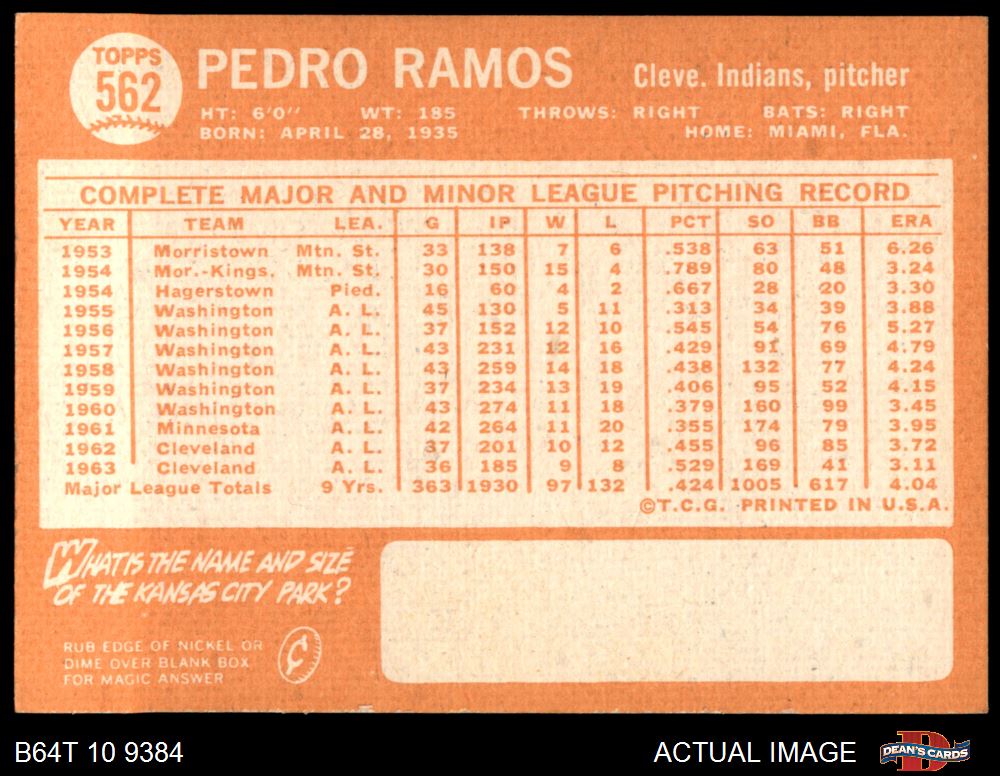 TOPPS
562
PEDRO RAMOS
Cleve. Indians, pitcher
HT: 6'0" WT: 185 THROWS: RIGHT BATS: RIGHT
BORN: APRIL 28, 1935 HOME: MIAMI, FLA.
COMPLETE MAJOR AND MINOR LEAGUE PITCHING RECORD
YEAR TEAM LEA. G IP W L PCT SO BB ERA
1953 Morristown Mtn. St. 33 138 7 6 .538 63 51 6.26
1954 Mor.-Kings. Mtn. St. 30 150 15 4 .789 80 48 3.24
1954 Hagerstown Pied. 16 60 4 2 .667 28 20 3.30
1955 Washington A. L. 45 130 5 11 .313 34 39 3.88
1956 Washington A. L. 37 152 12 10 .545 54 76 5.27
1957 Washington A. L. 43 231 12 16 .429 91 69 4.79
1958 Washington A. L. 43 259 14 18 .438 132 77 4.24
1959 Washington A. L. 37 234 13 19 .406 95 52 4.15
1960 Washington A. L. 43 274 11 18 .379 160 99 3.45
1961 Minnesota A. L. 42 264 11 20 .355 174 79 3.95
1962 Cleveland A. L. 37 201 10 12 .455 96 85 3.72
1963 Cleveland A. L. 36 185 9 8 .529 169 41 3.11
Major League Totals 9 Yrs. 363 1930 97 132 .424 1005 617 4.04
©T.C.G. PRINTED IN U.S.A.
WHAT IS THE NAME AND SIZE
OF THE KANSAS CITY PARK?
RUB EDGE OF NICKEL OR
DIME OVER BLANK BOX
FOR MAGIC ANSWER
B64T 10 9384
ACTUAL IMAGE
DEAN'S CARDS